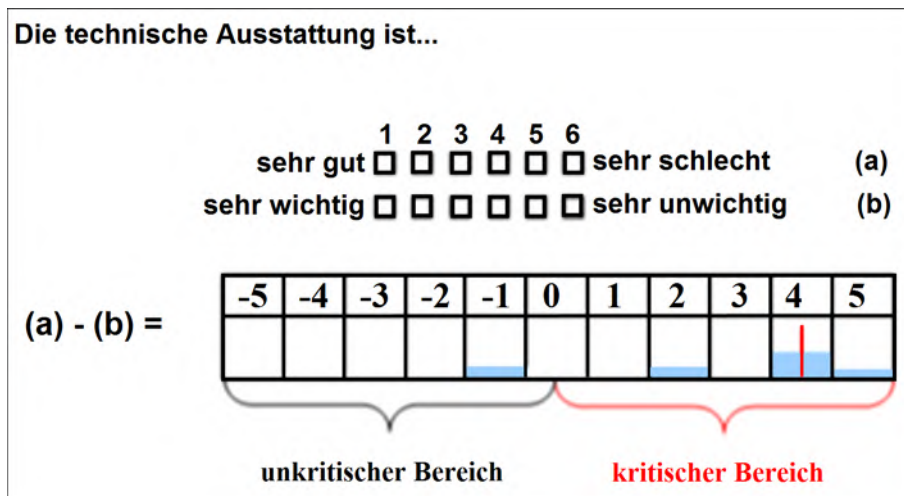 Die technische Ausstattung ist...
1 2 3 4 5 6
sehr gut sehr schlecht (a)
sehr wichtig sehr unwichtig (b)
-5 -4 -3 -2 -1 0 1 2 3 4 5
(a) - (b) =
unkritischer Bereich kritischer Bereich